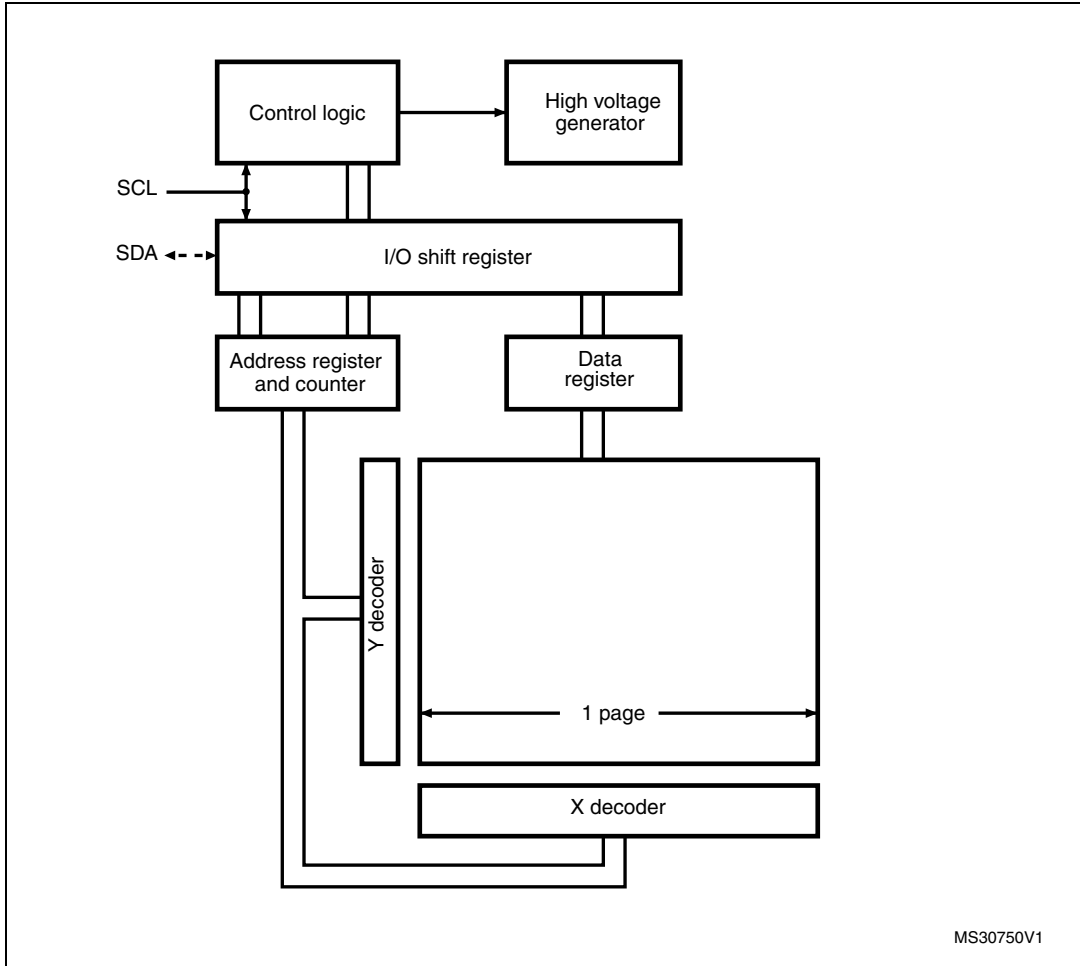 Control logic
High voltage
generator
SCL
SDA
I/O shift register
Address register
and counter
Data
register
Y decoder
1 page
X decoder
MS30750V1